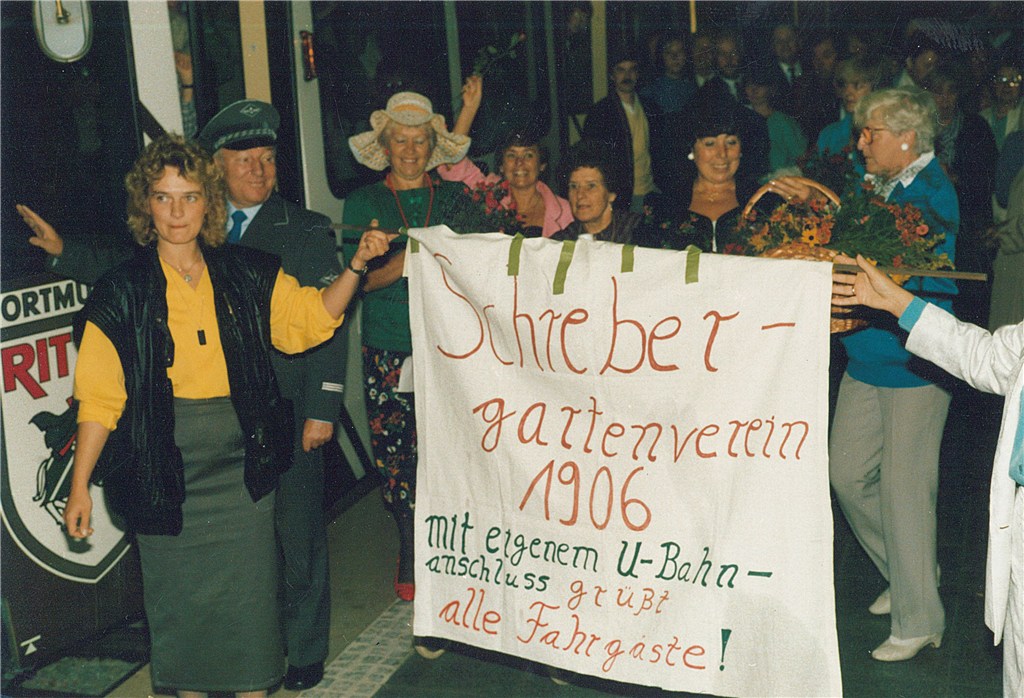 ORTMU
RIT
Schreber-
gartenverein
1906
mit eigenem U-Bahn-
anschluss grüßt
alle Fahrgäste!